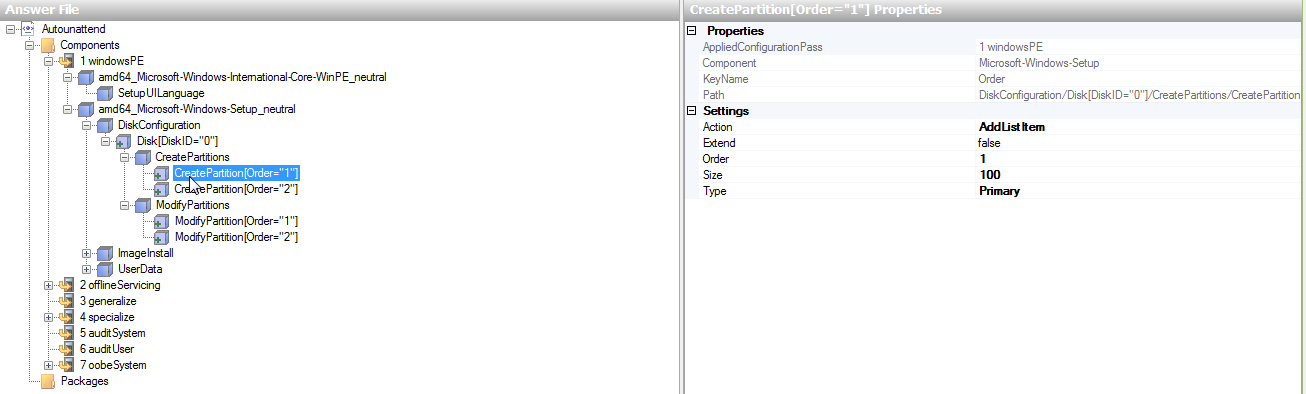 Answer File
Autounattend
Components
1 windowsPE
amd64_Microsoft-Windows-International-Core-WinPE_neutral
SetupUILanguage
amd64_Microsoft-Windows-Setup_neutral
DiskConfiguration
Disk[DiskID="0"]
CreatePartitions
CreatePartition[Order="1"]
CreatePartition[Order="2"]
ModifyPartitions
ModifyPartition[Order="1"]
ModifyPartition[Order="2"]
ImageInstall
UserData
2 offlineServicing
3 generalize
4 specialize
5 auditSystem
6 auditUser
7 oobeSystem
Packages
CreatePartition[Order="1"] Properties
Properties
AppliedConfigurationPass 1 windowsPE
Component Microsoft-Windows-Setup
KeyName Order
Path DiskConfiguration/Disk[DiskID="0"]/CreatePartitions/CreatePartition
Settings
Action AddListItem
Extend false
Order 1
Size 100
Type Primary